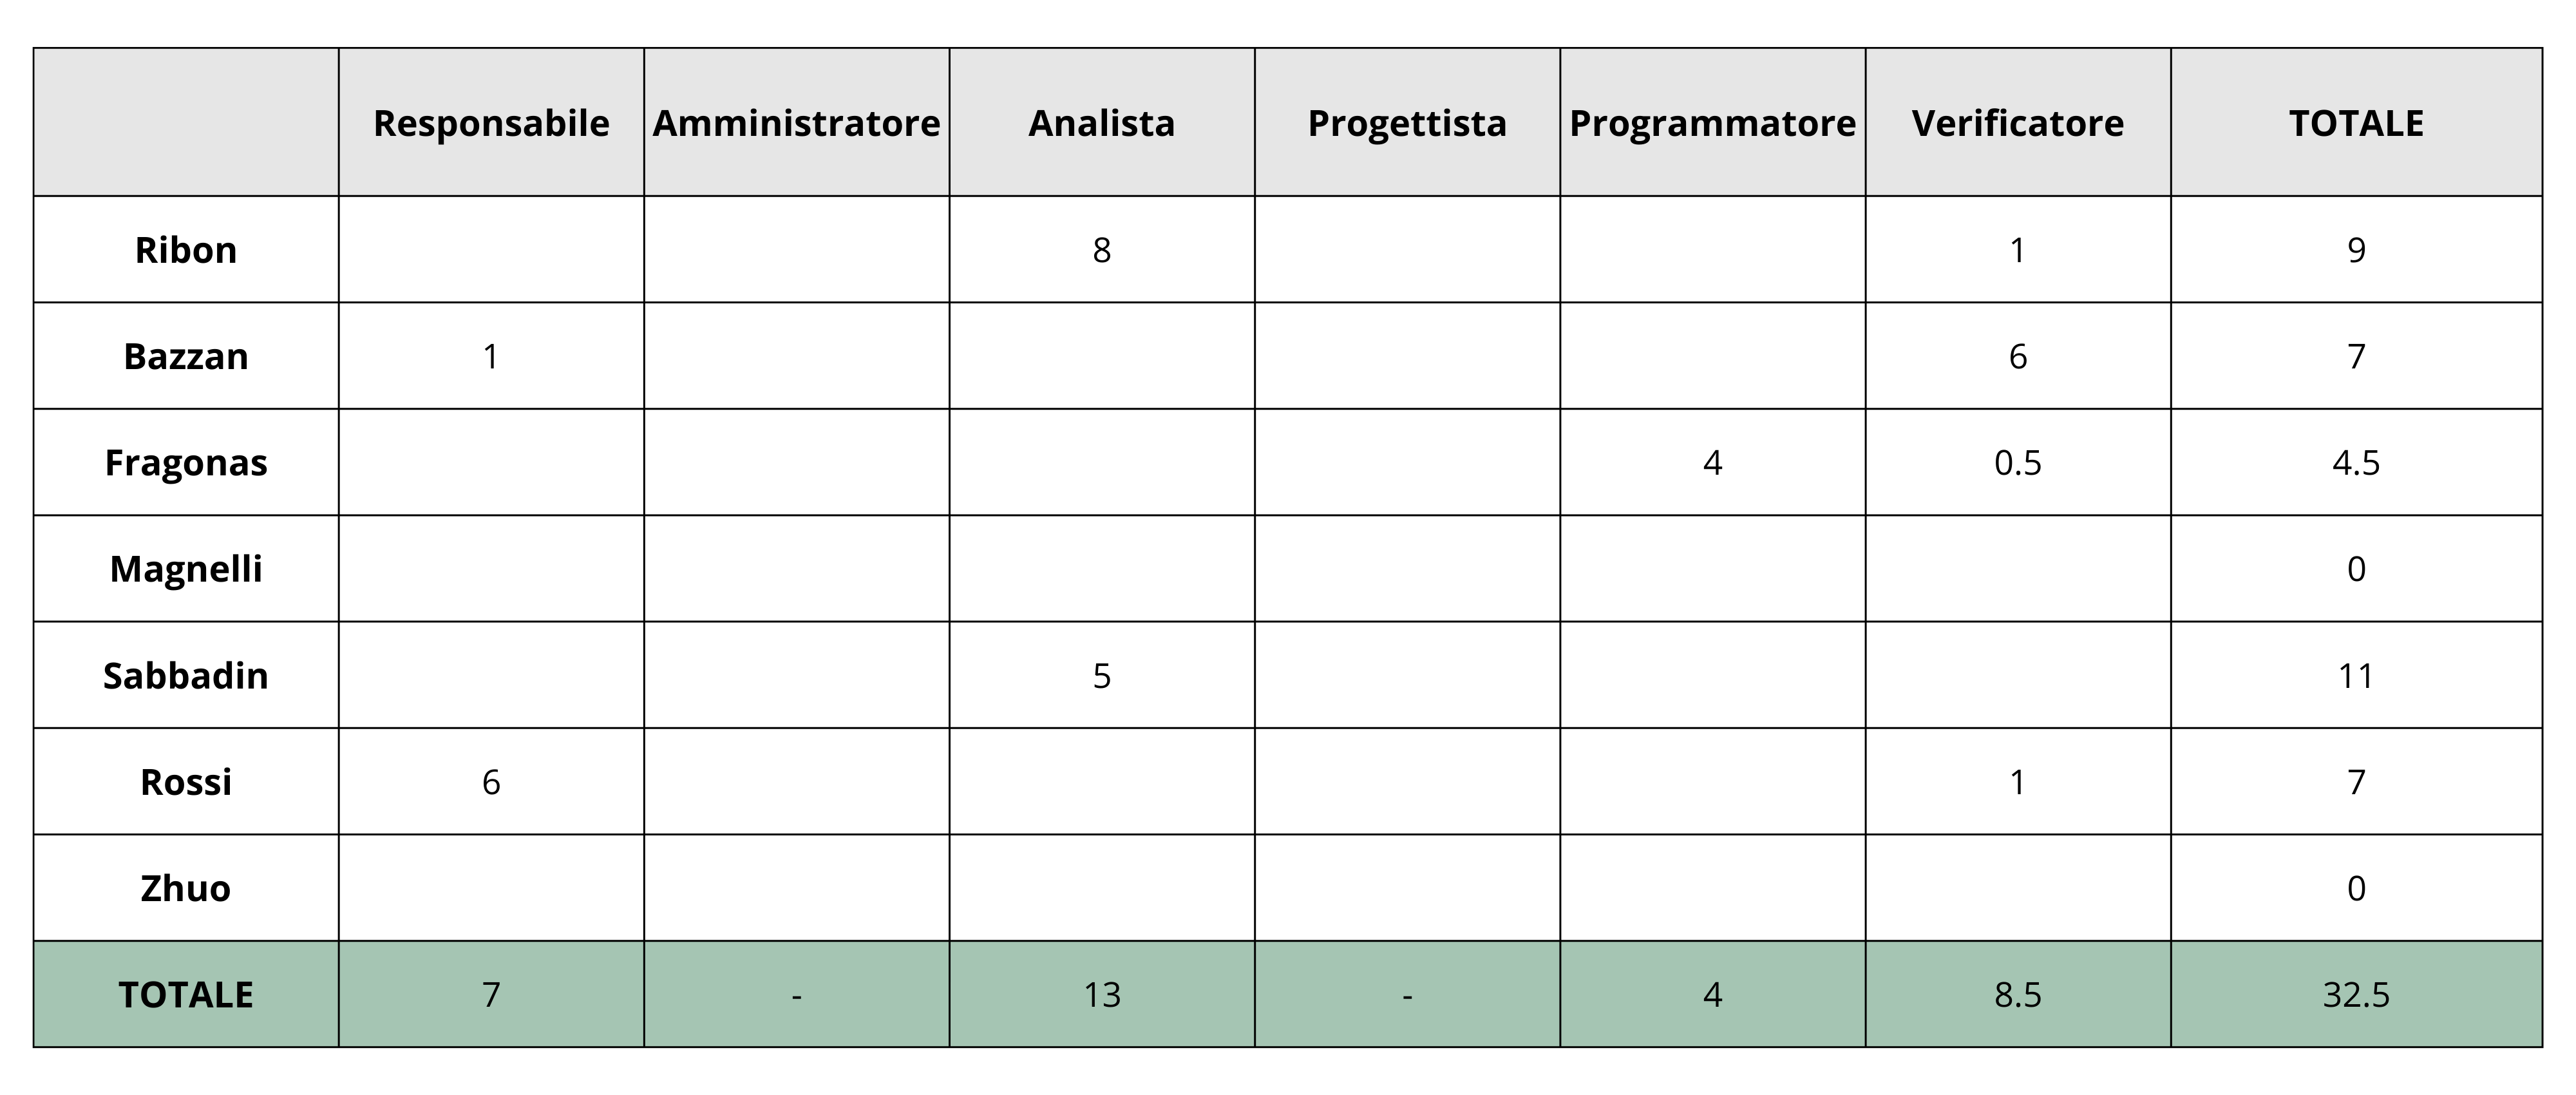 Responsabile Amministratore Analista Progettista Programmatore Verificatore TOTALE
Ribon 8 1 9
Bazzan 1 6 7
Fragonas 4 0.5 4.5
Magnelli 0
Sabbadin 5 11
Rossi 6 1 7
Zhuo 0
TOTALE 7 - 13 - 4 8.5 32.5